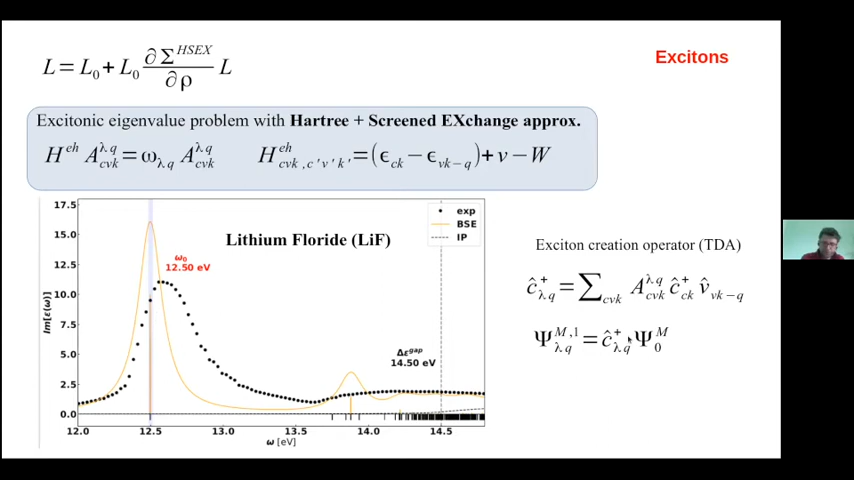 Excitons
L = L₀ + L₀ ∂Σ^HSEX / ∂ρ L
Excitonic eigenvalue problem with Hartree + Screened EXchange approx.
H^eh A^λq_cvk = ω_λq A^λq_cvk    H^eh_cvk,c'v'k' = (ϵ_ck − ϵ_vk−q) + v − W
17.5
15.0
12.5
10.0
7.5
5.0
2.5
0.0
Im[ε(ω)]
Lithium Floride (LiF)
ω₀
12.50 eV
exp
BSE
IP
Δε^gap
14.50 eV
12.0 12.5 13.0 13.5 14.0 14.5
ω [eV]
Exciton creation operator (TDA)
ĉ⁺_λq = ∑_cvk A^λq_cvk ĉ⁺_ck v̂_vk−q
Ψ^M,1_λq = ĉ⁺_λq Ψ^M_0